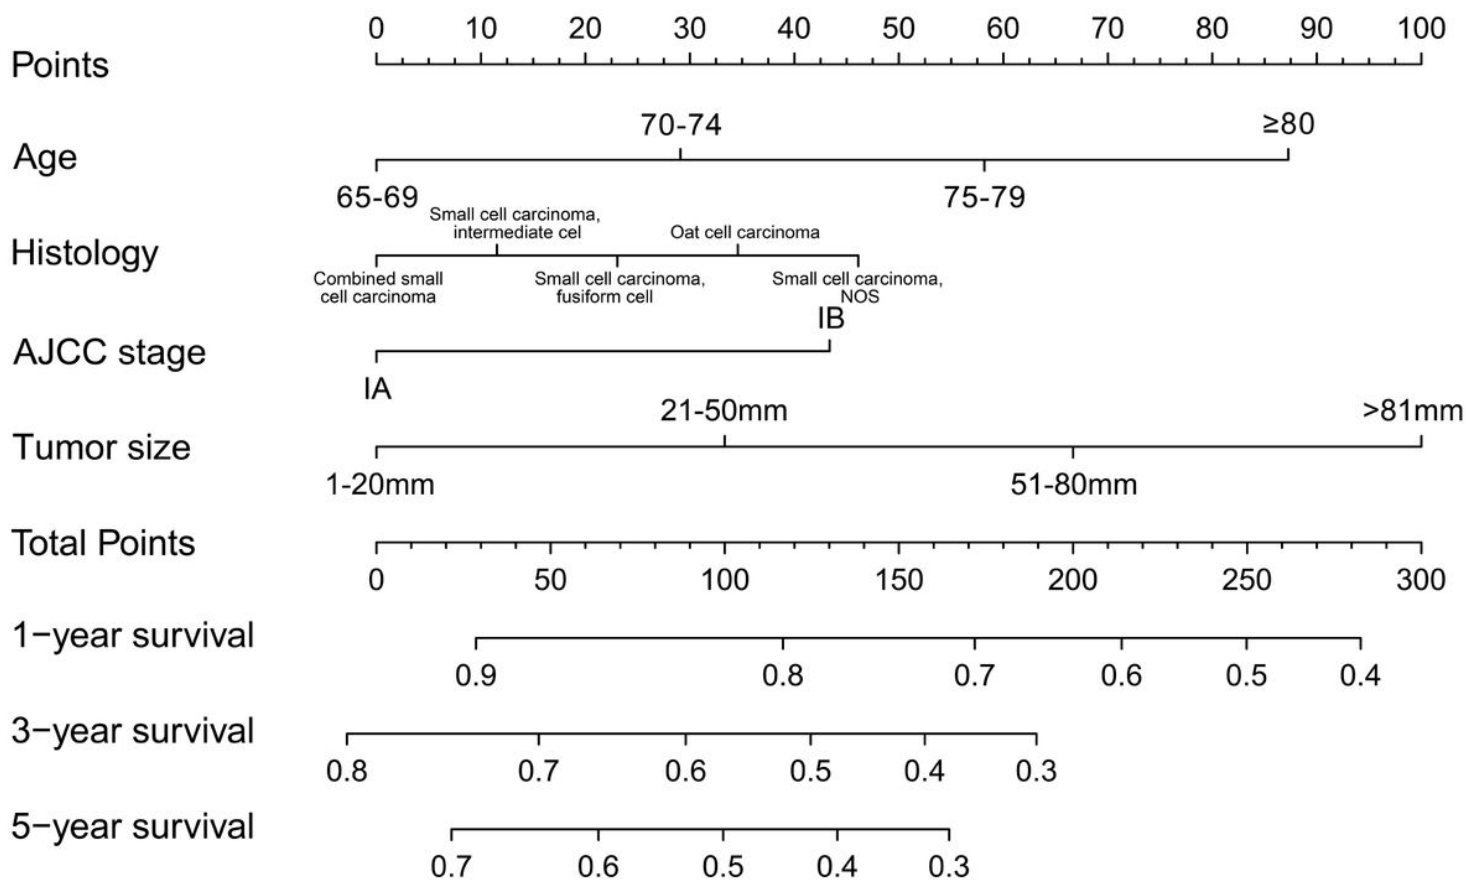 0 10 20 30 40 50 60 70 80 90 100
Points
70-74 ≥80
Age
65-69 75-79
Small cell carcinoma,
intermediate cel Oat cell carcinoma
Histology
Combined small Small cell carcinoma, Small cell carcinoma,
cell carcinoma fusiform cell NOS
IB
AJCC stage
IA
21-50mm >81mm
Tumor size
1-20mm 51-80mm
Total Points
0 50 100 150 200 250 300
1−year survival
0.9 0.8 0.7 0.6 0.5 0.4
3−year survival
0.8 0.7 0.6 0.5 0.4 0.3
5−year survival
0.7 0.6 0.5 0.4 0.3